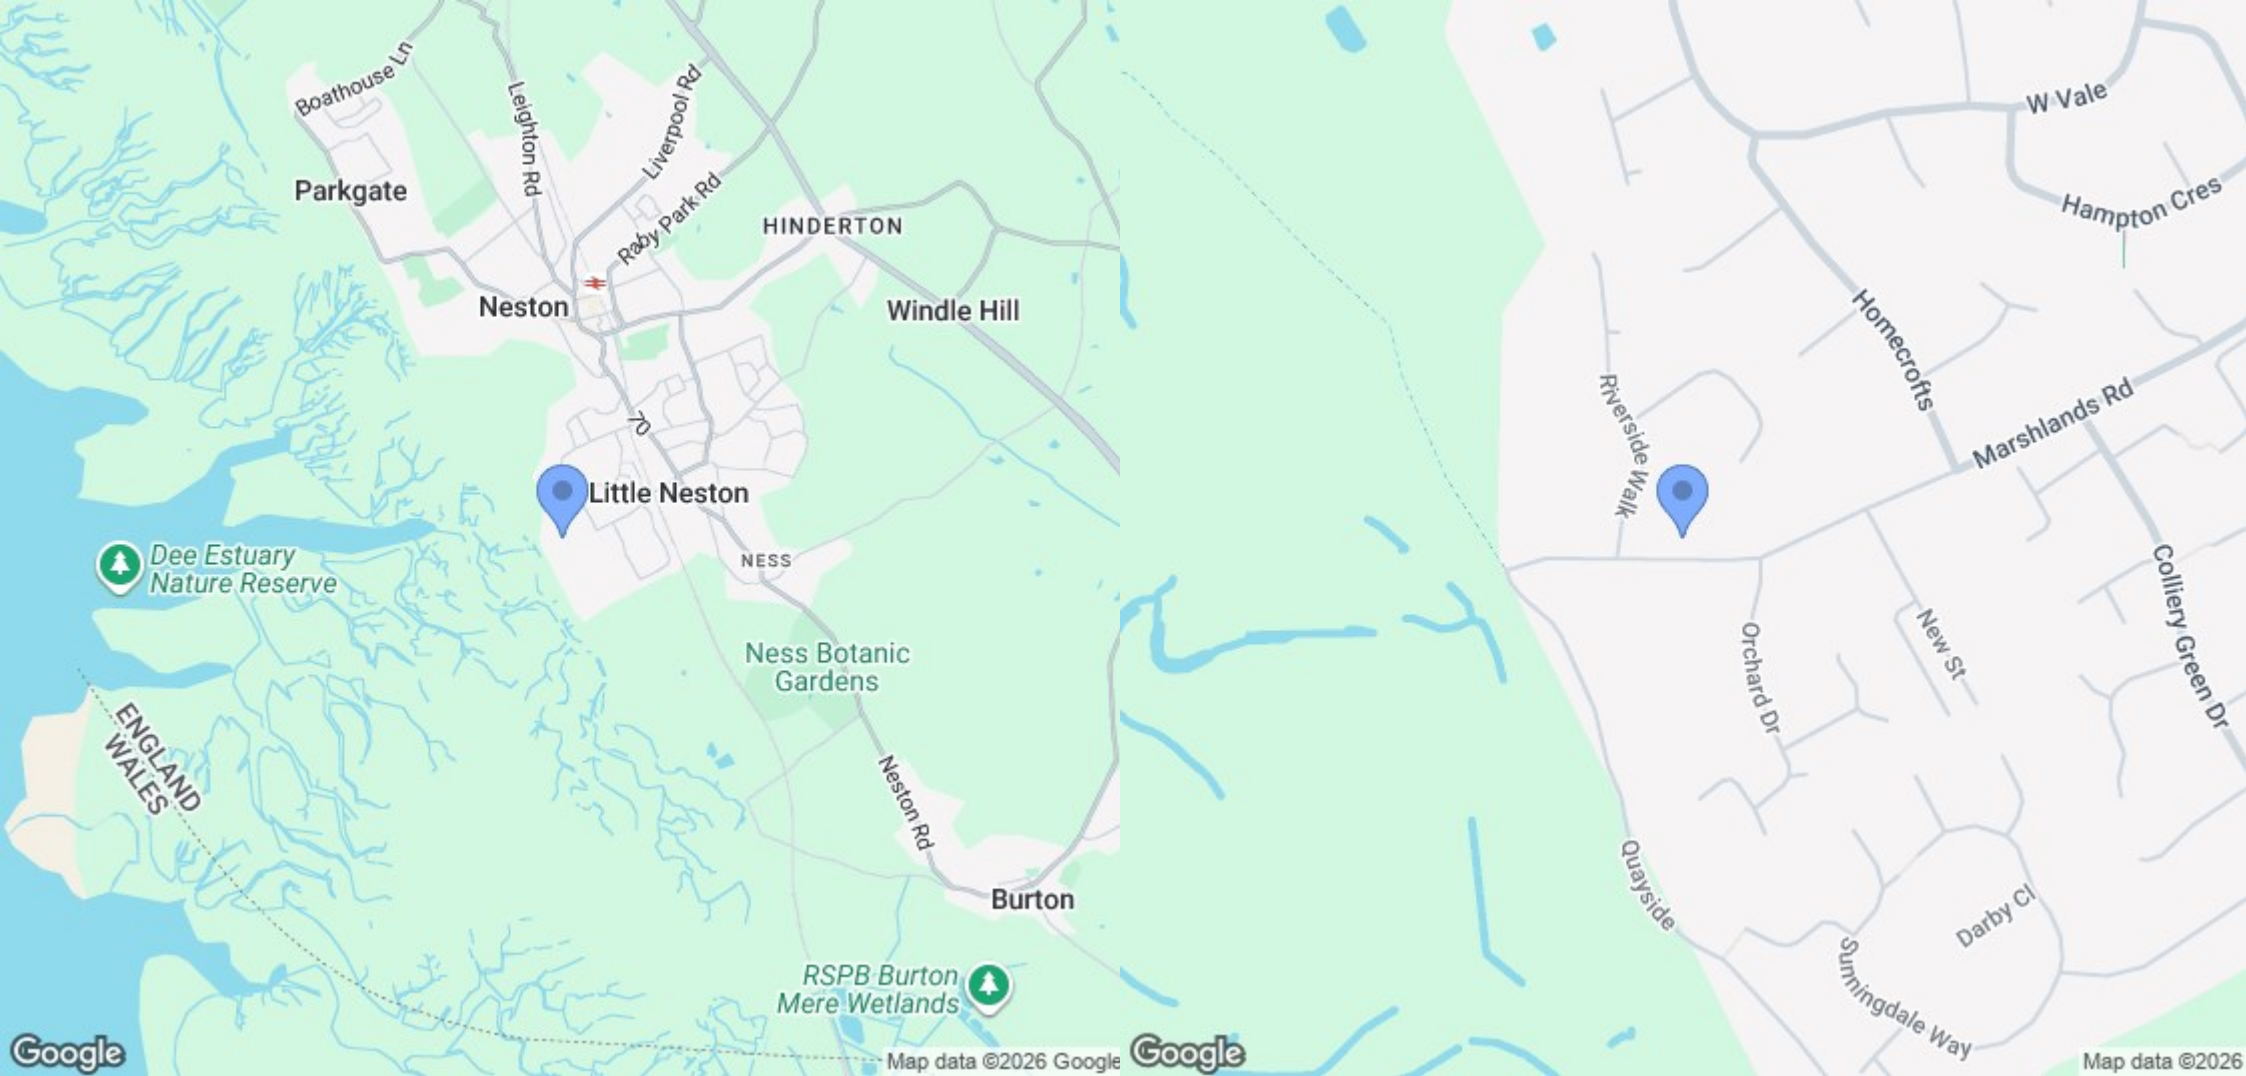 Boathouse Ln
Leighton Rd
Liverpool Rd
Parkgate
Raby Park Rd
HINDERTON
Neston
Windle Hill
70
Little Neston
Dee Estuary
Nature Reserve
NESS
Ness Botanic
Gardens
ENGLAND
WALES
Neston Rd
Burton
RSPB Burton
Mere Wetlands
Google
Map data ©2026 Google
W Vale
Hampton Cres
Homecrofts
Riverside Walk
Marshlands Rd
Colliery Green Dr
New St
Orchard Dr
Quayside
Darby Cl
Sunningdale Way
Google
Map data ©2026